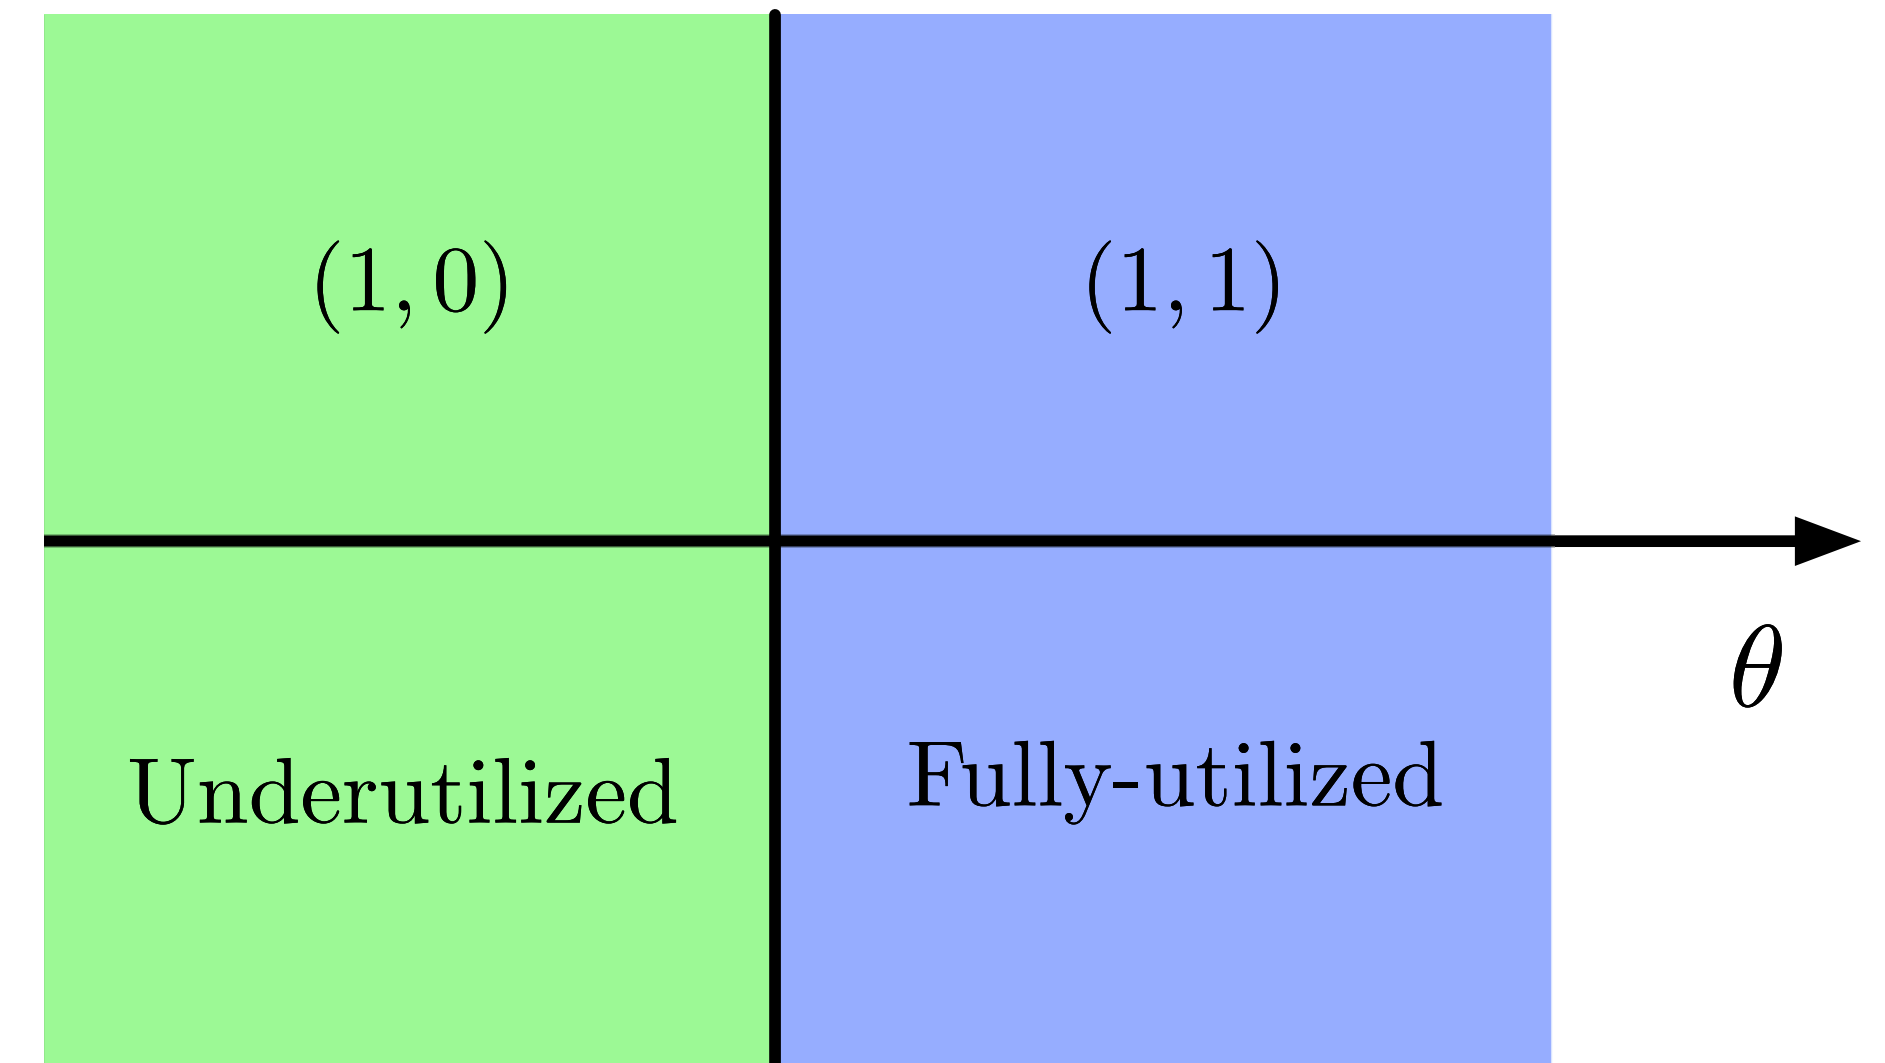 (1, 0)
(1, 1)
θ
Underutilized
Fully-utilized